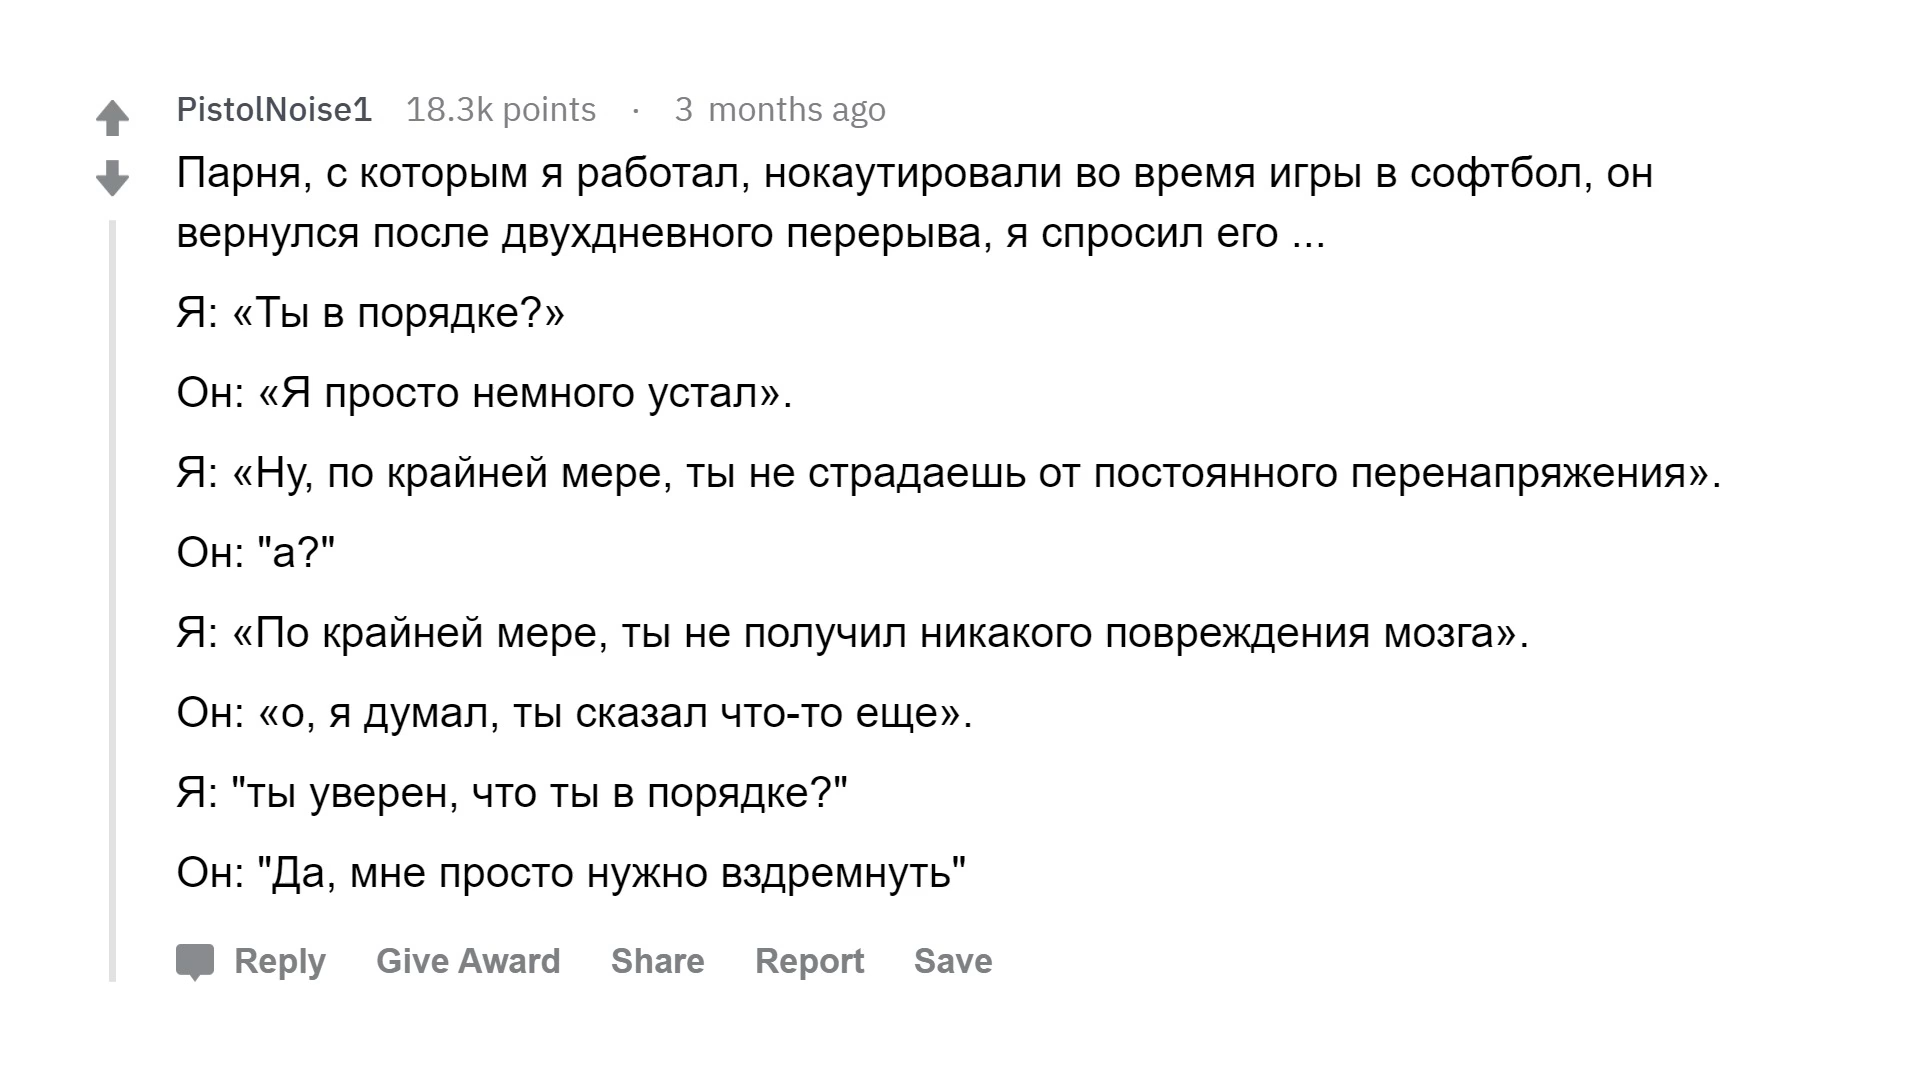 PistolNoise1 18.3k points · 3 months ago
Парня, с которым я работал, нокаутировали во время игры в софтбол, он
вернулся после двухдневного перерыва, я спросил его ...
Я: «Ты в порядке?»
Он: «Я просто немного устал».
Я: «Ну, по крайней мере, ты не страдаешь от постоянного перенапряжения».
Он: "а?"
Я: «По крайней мере, ты не получил никакого повреждения мозга».
Он: «о, я думал, ты сказал что-то еще».
Я: "ты уверен, что ты в порядке?"
Он: "Да, мне просто нужно вздремнуть"
Reply Give Award Share Report Save